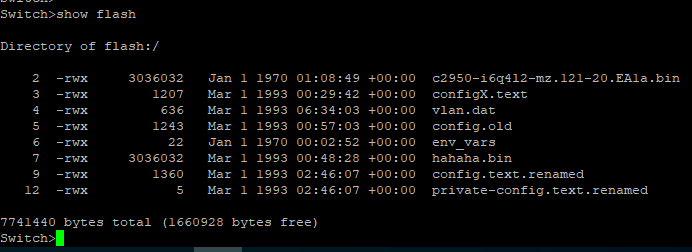 Switch>show flash
Directory of flash:/
2 -rwx 3036032 Jan 1 1970 01:08:49 +00:00 c2950-i6q4l2-mz.121-20.EA1a.bin
3 -rwx 1207 Mar 1 1993 00:29:42 +00:00 configX.text
4 -rwx 636 Mar 1 1993 06:34:03 +00:00 vlan.dat
5 -rwx 1243 Mar 1 1993 00:57:03 +00:00 config.old
6 -rwx 22 Jan 1 1970 00:02:52 +00:00 env_vars
7 -rwx 3036032 Mar 1 1993 00:48:28 +00:00 hahaha.bin
9 -rwx 1360 Mar 1 1993 02:46:07 +00:00 config.text.renamed
12 -rwx 5 Mar 1 1993 02:46:07 +00:00 private-config.text.renamed
7741440 bytes total (1660928 bytes free)
Switch>